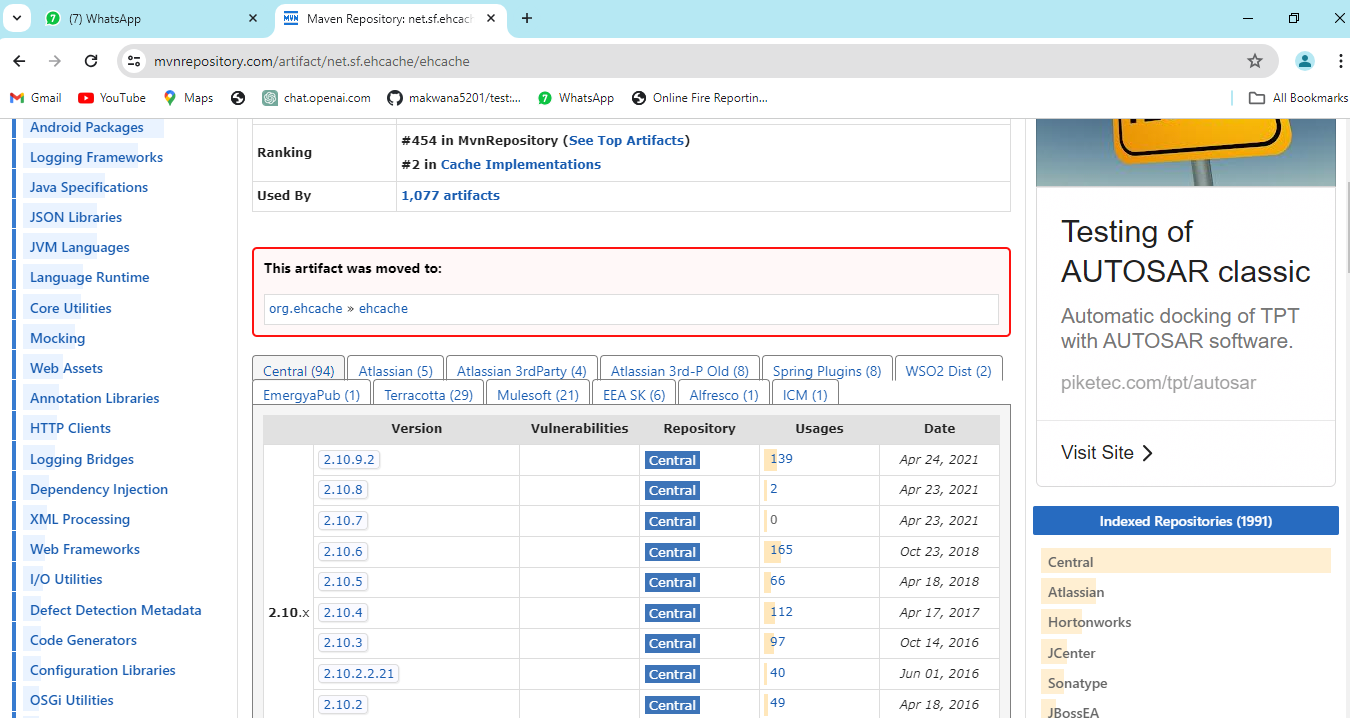 (7) WhatsApp
Maven Repository: net.sf.ehcach
mvnrepository.com/artifact/net.sf.ehcache/ehcache
Gmail
YouTube
Maps
chat.openai.com
makwana5201/test:...
WhatsApp
Online Fire Reportin...
All Bookmarks
Android Packages
Logging Frameworks
Java Specifications
JSON Libraries
JVM Languages
Language Runtime
Core Utilities
Mocking
Web Assets
Annotation Libraries
HTTP Clients
Logging Bridges
Dependency Injection
XML Processing
Web Frameworks
I/O Utilities
Defect Detection Metadata
Code Generators
Configuration Libraries
OSGi Utilities
Ranking
#454 in MvnRepository (See Top Artifacts)
#2 in Cache Implementations
Used By
1,077 artifacts
This artifact was moved to:
org.ehcache » ehcache
Central (94)
Atlassian (5)
Atlassian 3rdParty (4)
Atlassian 3rd-P Old (8)
Spring Plugins (8)
WSO2 Dist (2)
EmergyaPub (1)
Terracotta (29)
Mulesoft (21)
EEA SK (6)
Alfresco (1)
ICM (1)
Version Vulnerabilities Repository Usages Date
2.10.x
2.10.9.2 Central 139 Apr 24, 2021
2.10.8 Central 2 Apr 23, 2021
2.10.7 Central 0 Apr 23, 2021
2.10.6 Central 165 Oct 23, 2018
2.10.5 Central 66 Apr 18, 2018
2.10.4 Central 112 Apr 17, 2017
2.10.3 Central 97 Oct 14, 2016
2.10.2.2.21 Central 40 Jun 01, 2016
2.10.2 Central 49 Apr 18, 2016
Testing of
AUTOSAR classic
Automatic docking of TPT
with AUTOSAR software.
piketec.com/tpt/autosar
Visit Site
Indexed Repositories (1991)
Central
Atlassian
Hortonworks
JCenter
Sonatype
JBossEA